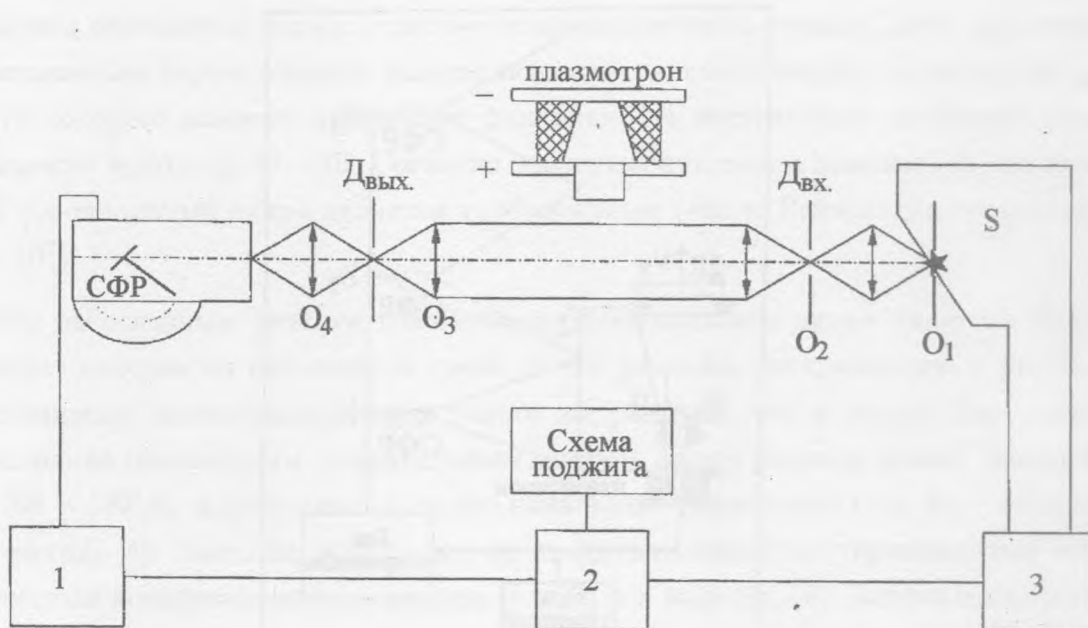 плазмотрон
−
+
Двых.
Двх.
S
СФР
O4
O3
O2
O1
Схема
поджига
1
2
3